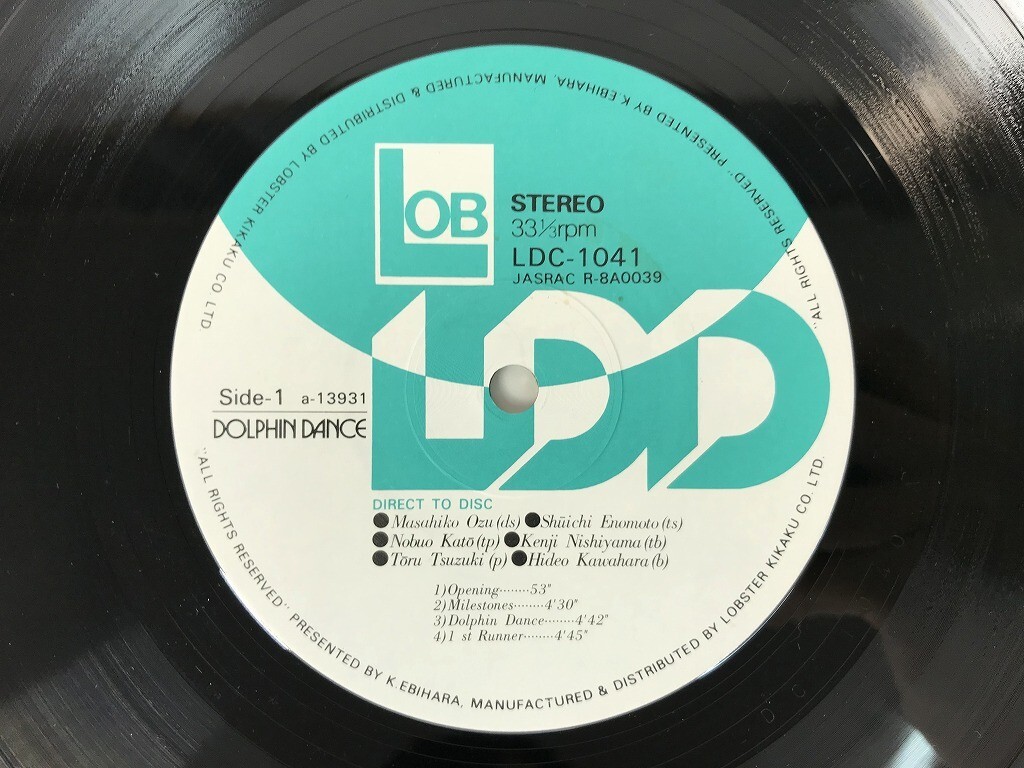 "ALL RIGHTS RESERVED" PRESENTED BY K.EBIHARA, MANUFACTURED & DISTRIBUTED BY LOBSTER KIKAKU CO. LTD
LOB
STEREO
33⅓rpm
LDC-1041
JASRAC R-8A0039
LDD
Side-1 a-13931
DOLPHIN DANCE
DIRECT TO DISC
●Masahiko Ozu (ds) ●Shūichi Enomoto (ts)
●Nobuo Katō (tp) ●Kenji Nishiyama (tb)
●Tōru Tsuzuki (p) ●Hideo Kawahara (b)
1) Opening········53"
2) Milestones········4'30"
3) Dolphin Dance········4'42"
4) 1 st Runner········4'45"
"ALL RIGHTS RESERVED" PRESENTED BY K.EBIHARA, MANUFACTURED & DISTRIBUTED BY LOBSTER KIKAKU CO. LTD.